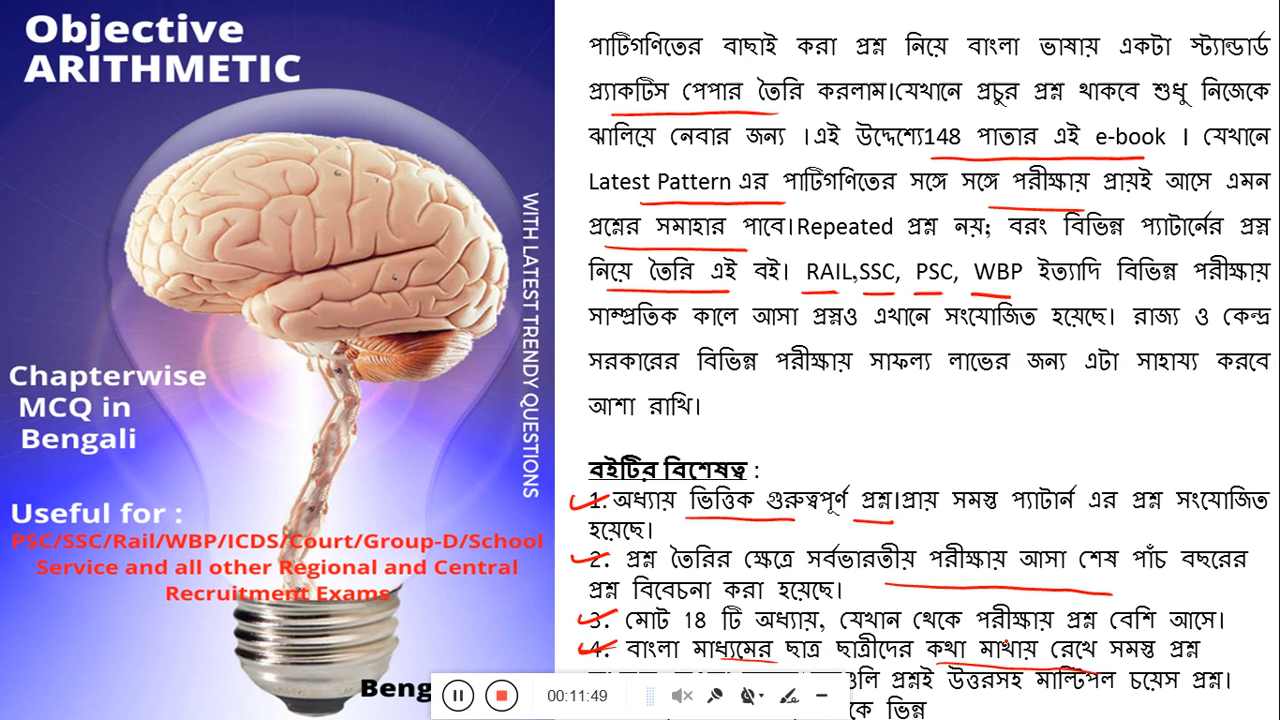 Objective
ARITHMETIC
WITH LATEST TRENDY QUESTIONS
Chapterwise
MCQ in
Bengali
Useful for :
PSC/SSC/Rail/WBP/ICDS/Court/Group-D/School
Service and all other Regional and Central
Recruitment Exams
Beng
পাটিগণিতের বাছাই করা প্রশ্ন নিয়ে বাংলা ভাষায় একটা স্ট্যান্ডার্ড
প্র্যাকটিস পেপার তৈরি করলাম।যেখানে প্রচুর প্রশ্ন থাকবে শুধু নিজেকে
ঝালিয়ে নেবার জন্য ।এই উদ্দেশ্যে148 পাতার এই e-book । যেখানে
Latest Pattern এর পাটিগণিতের সঙ্গে সঙ্গে পরীক্ষায় প্রায়ই আসে এমন
প্রশ্নের সমাহার পাবে।Repeated প্রশ্ন নয়; বরং বিভিন্ন প্যাটার্নের প্রস্ন
নিয়ে তৈরি এই বই। RAIL,SSC, PSC, WBP ইত্যাদি বিভিন্ন পরীক্ষায়
সাম্প্রতিক কালে আসা প্রস্নও এখানে সংযোজিত হয়েছে। রাজ্য ও কেন্দ্র
সরকারের বিভিন্ন পরীক্ষায় সাফল্য লাভের জন্য এটা সাহায্য করবে
আশা রাখি।
বইটির বিশেষত্ব :
1. অধ্যায় ভিত্তিক গুরুত্বপূর্ণ প্রশ্ন।প্রায় সমস্ত প্যাটার্ন এর প্রশ্ন সংযোজিত
হয়েছে।
2. প্রশ্ন তৈরির ক্ষেত্রে সর্বভারতীয় পরীক্ষায় আসা শেষ পাঁচ বছরের
প্রশ্ন বিবেচনা করা হয়েছে।
3. মোট 18 টি অধ্যায়, যেখান থেকে পরীক্ষায় প্রশ্ন বেশি আসে।
4. বাংলা মাধ্যমের ছাত্র ছাত্রীদের কথা মাথায় রেখে সমস্ত প্রশ্ন
প্রশ্নই উত্তরসহ মাল্টিপল চয়েস প্রশ্ন।
ভিন্ন
00:11:49